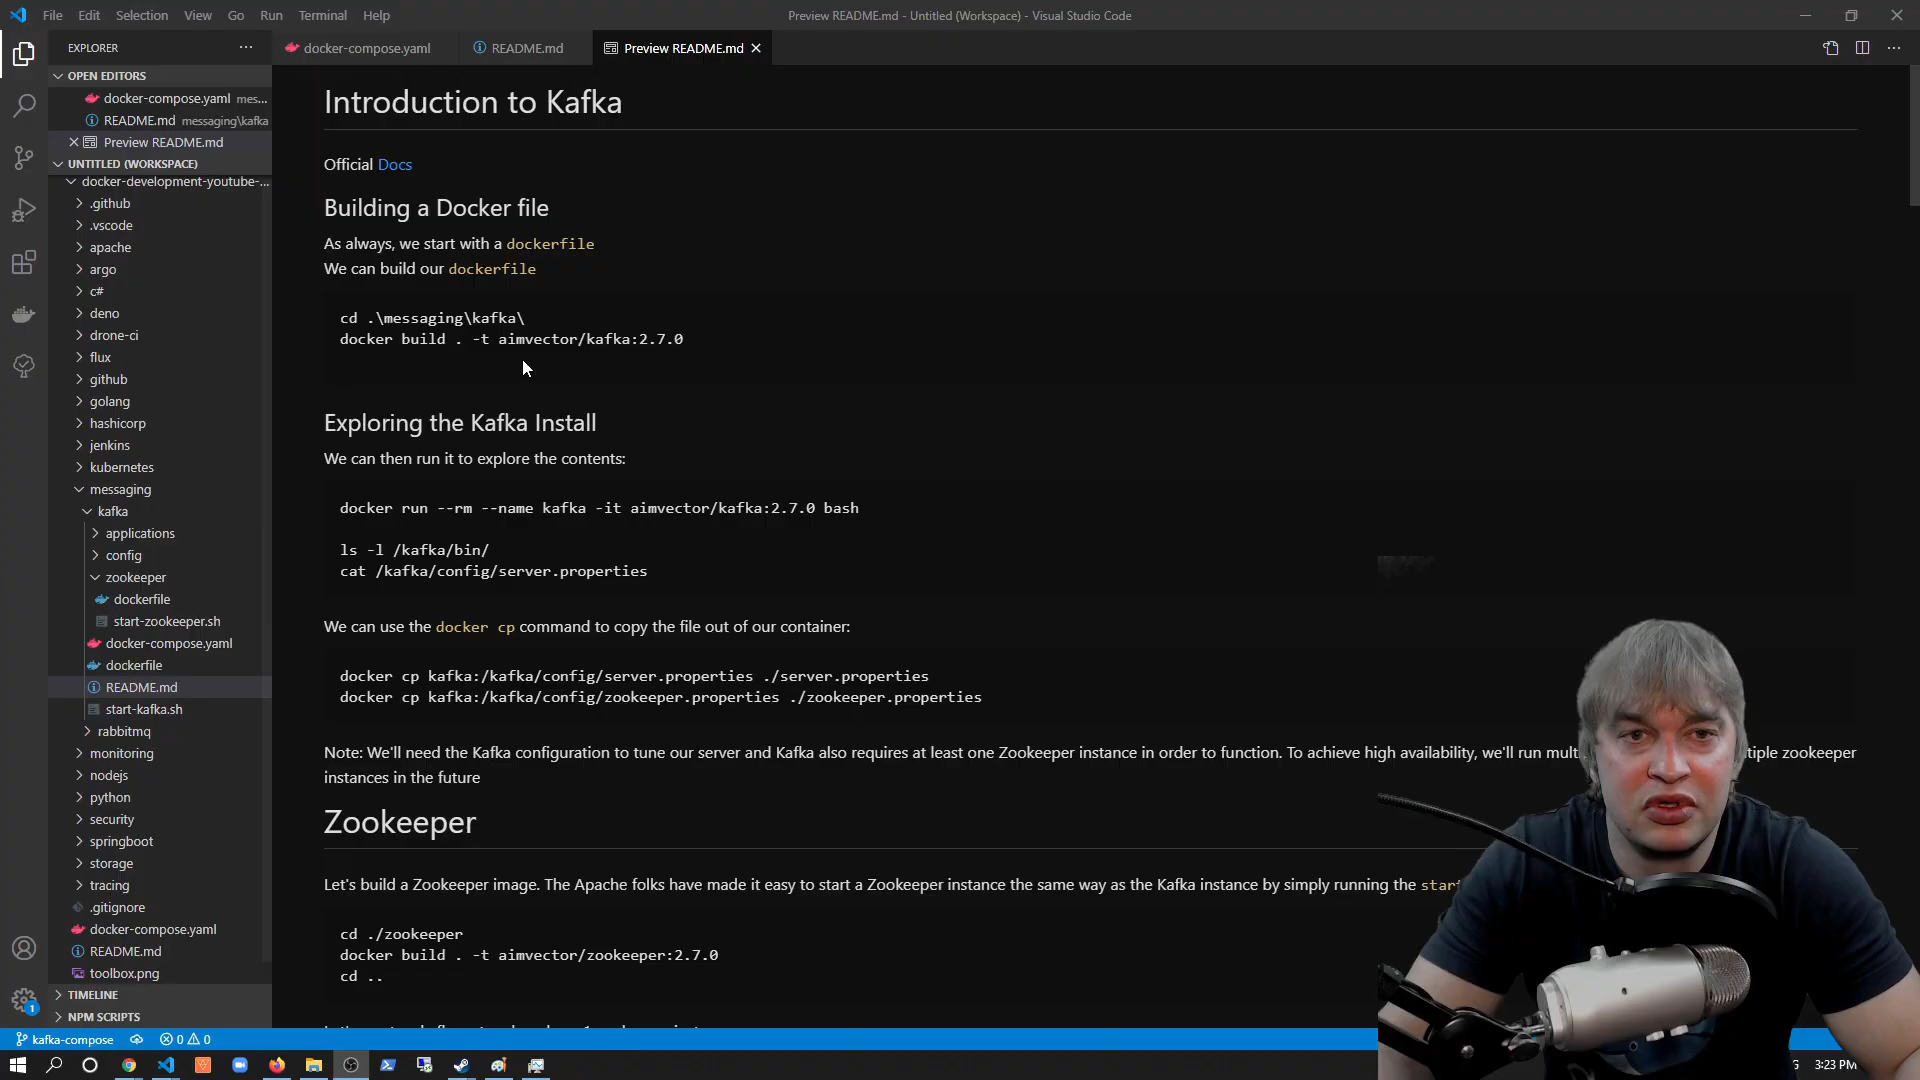 File Edit Selection View Go Run Terminal Help
Preview README.md - Untitled (Workspace) - Visual Studio Code
EXPLORER
docker-compose.yaml
README.md
Preview README.md
OPEN EDITORS
docker-compose.yaml mes...
README.md messaging\kafka
Preview README.md
UNTITLED (WORKSPACE)
docker-development-youtube-...
.github
.vscode
apache
argo
c#
deno
drone-ci
flux
github
golang
hashicorp
jenkins
kubernetes
messaging
kafka
applications
config
zookeeper
dockerfile
start-zookeeper.sh
docker-compose.yaml
dockerfile
README.md
start-kafka.sh
rabbitmq
monitoring
nodejs
python
security
springboot
storage
tracing
.gitignore
docker-compose.yaml
README.md
toolbox.png
TIMELINE
NPM SCRIPTS
Introduction to Kafka
Official Docs
Building a Docker file
As always, we start with a dockerfile
We can build our dockerfile
cd .\messaging\kafka\
docker build . -t aimvector/kafka:2.7.0
Exploring the Kafka Install
We can then run it to explore the contents:
docker run --rm --name kafka -it aimvector/kafka:2.7.0 bash
ls -l /kafka/bin/
cat /kafka/config/server.properties
We can use the docker cp command to copy the file out of our container:
docker cp kafka:/kafka/config/server.properties ./server.properties
docker cp kafka:/kafka/config/zookeeper.properties ./zookeeper.properties
Note: We'll need the Kafka configuration to tune our server and Kafka also requires at least one Zookeeper instance in order to function. To achieve high availability, we'll run zookeeper
instances in the future
Zookeeper
Let's build a Zookeeper image. The Apache folks have made it easy to start a Zookeeper instance the same way as the Kafka instance by simply running the
cd ./zookeeper
docker build . -t aimvector/zookeeper:2.7.0
cd ..
kafka-compose 0 0
1
3:23 PM